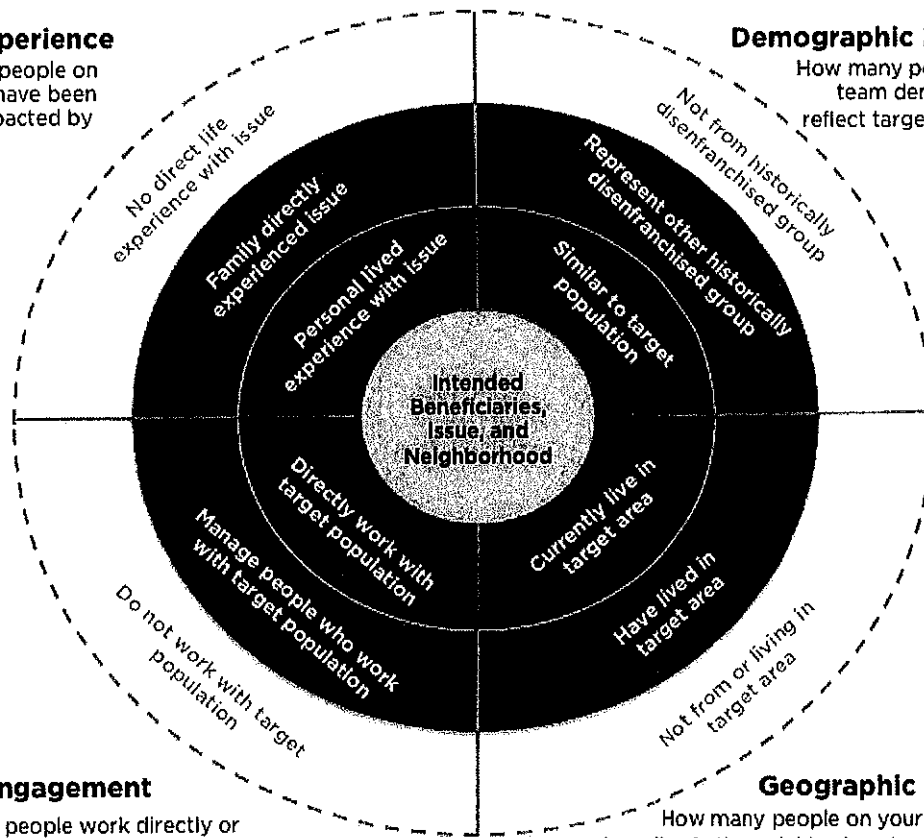 perience
people on
have been
pacted by
Demographic
How many pe
team der
reflect targe
No direct life
experience with issue
Family directly
experienced issue
Personal lived
experience with issue
Not from historically
disenfranchised group
Represent other historically
disenfranchised group
Similar to target
population
Intended
Beneficiaries,
Issue, and
Neighborhood
Directly work with
target population
Manage people who work
with target population
Do not work with target
population
Currently live in
target area
Have lived in
target area
Not from or living in
target area
ngagement
people work directly or
Geographic
How many people on your